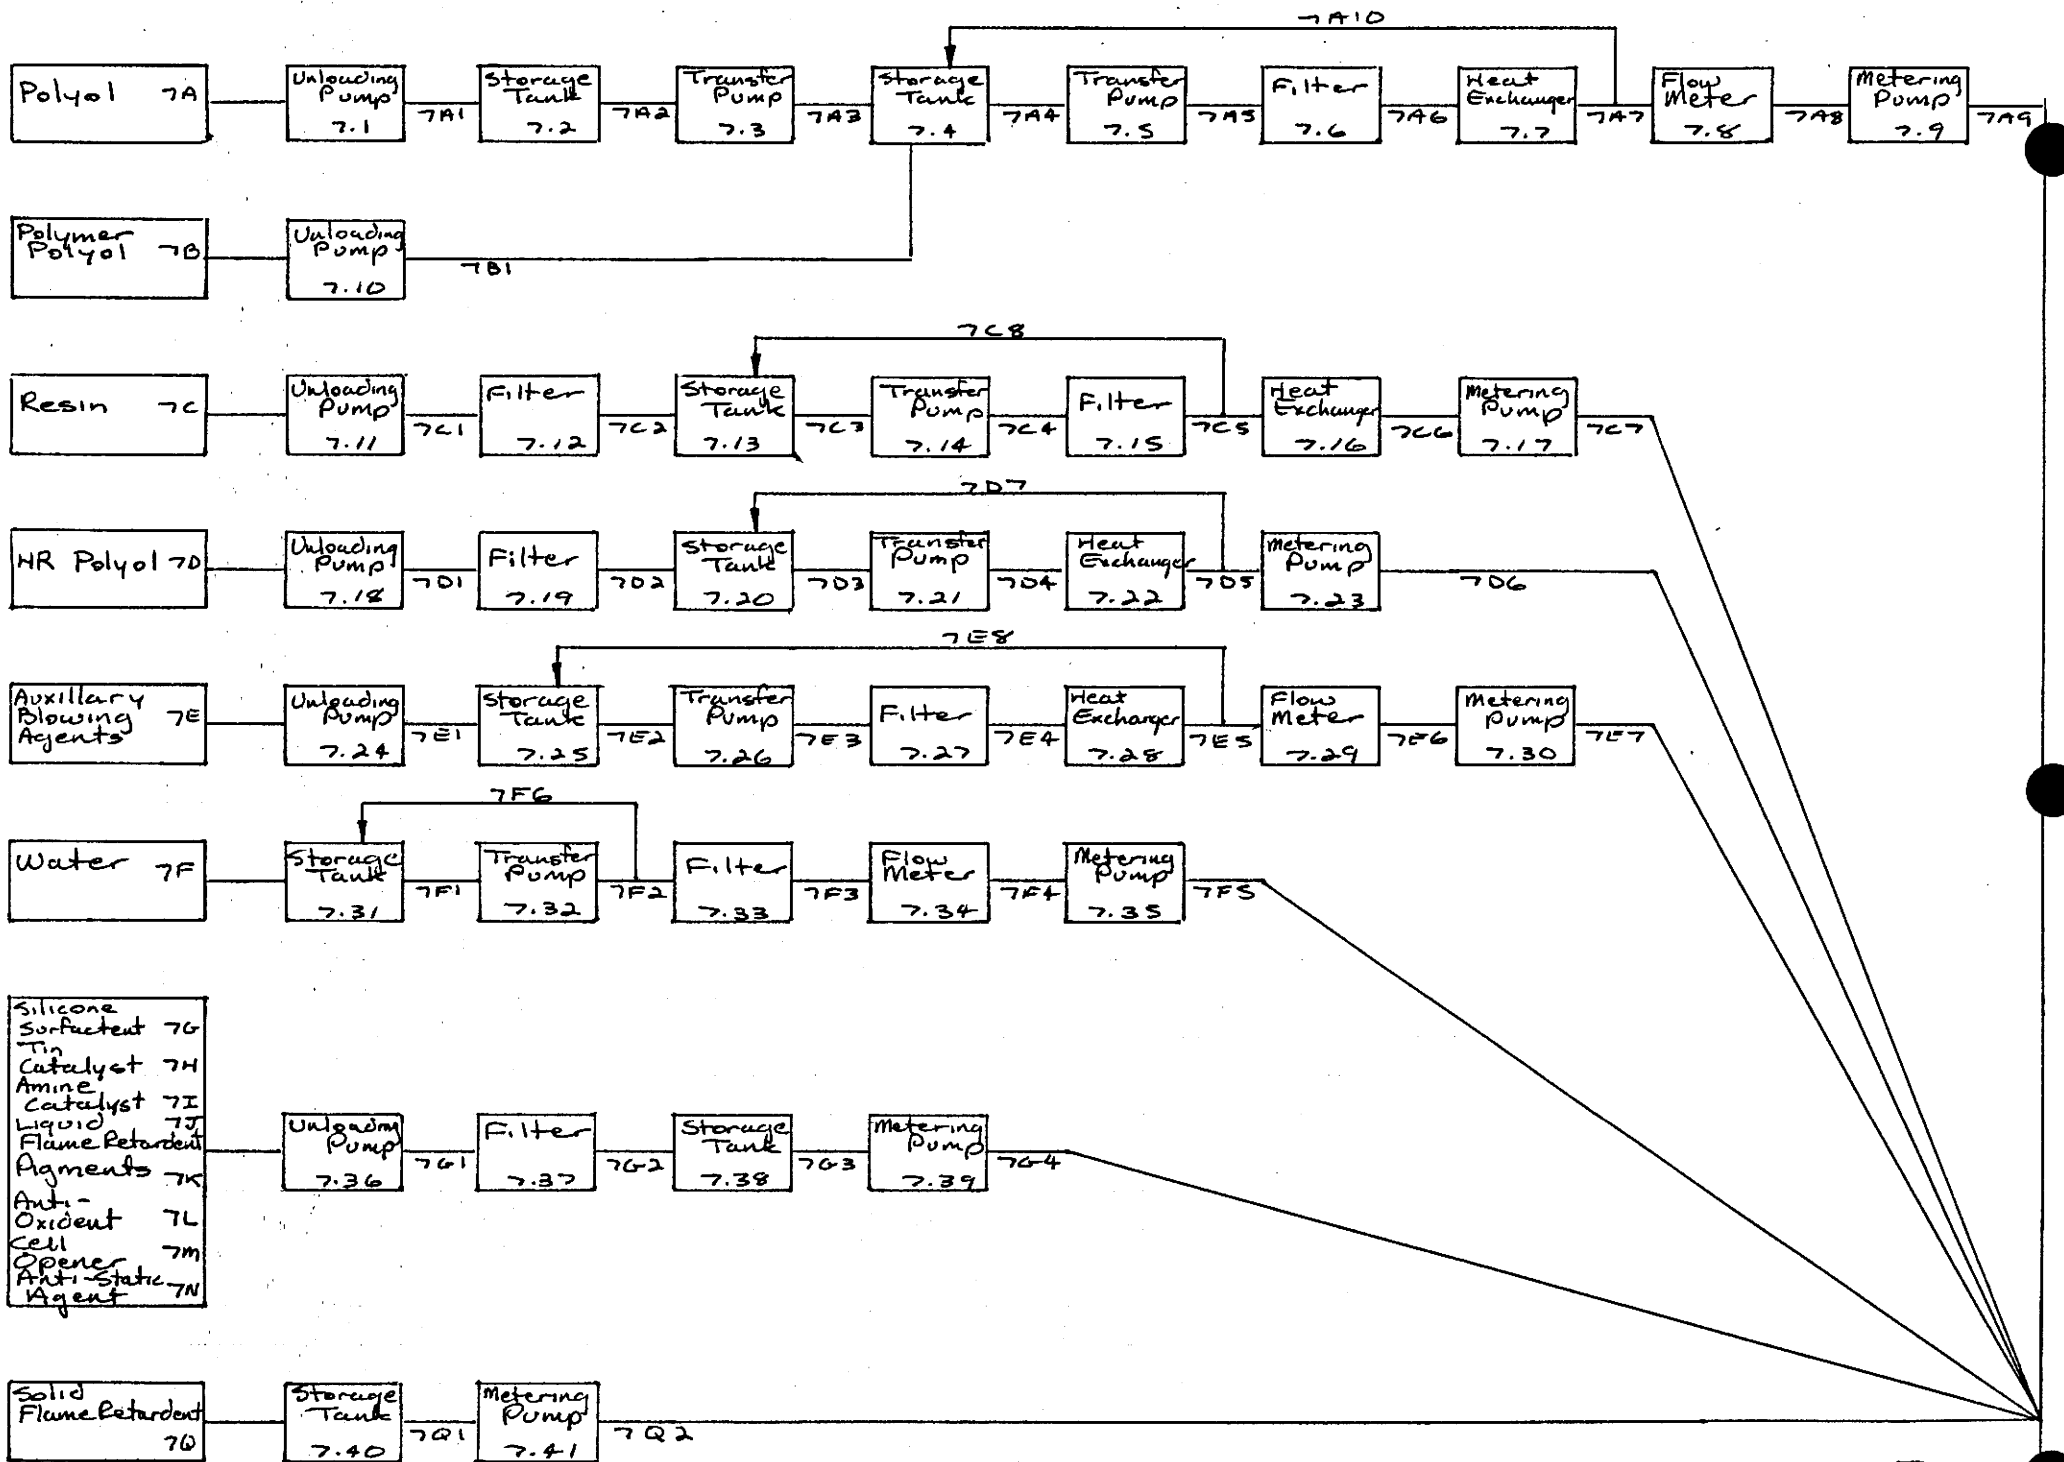 7A10
Polyol 7A
Unloading
Pump
7.1
7A1
Storage
Tank
7.2
7A2
Transfer
Pump
7.3
7A3
Storage
Tank
7.4
7A4
Transfer
Pump
7.5
7A5
Filter
7.6
7A6
Heat
Exchanger
7.7
7A7
Flow
Meter
7.8
7A8
Metering
Pump
7.9
7A9
Polymer
Polyol 7B
Unloading
Pump
7.10
7B1
7C8
Resin 7C
Unloading
Pump
7.11
7C1
Filter
7.12
7C2
Storage
Tank
7.13
7C3
Transfer
Pump
7.14
7C4
Filter
7.15
7C5
Heat
Exchanger
7.16
7C6
Metering
Pump
7.17
7C7
7D7
HR Polyol 7D
Unloading
Pump
7.18
7D1
Filter
7.19
7D2
Storage
Tank
7.20
7D3
Transfer
Pump
7.21
7D4
Heat
Exchanger
7.22
7D5
Metering
Pump
7.23
7D6
7E8
Auxillary
Blowing 7E
Agents
Unloading
Pump
7.24
7E1
Storage
Tank
7.25
7E2
Transfer
Pump
7.26
7E3
Filter
7.27
7E4
Heat
Exchanger
7.28
7E5
Flow
Meter
7.29
7E6
Metering
Pump
7.30
7E7
7F6
Water 7F
Storage
Tank
7.31
7F1
Transfer
Pump
7.32
7F2
Filter
7.33
7F3
Flow
Meter
7.34
7F4
Metering
Pump
7.35
7F5
Silicone
Surfactent 7G
Tin
Catalyst 7H
Amine
Catalyst 7I
Liquid 7J
Flame Retardent
Pigments 7K
Anti-
Oxident 7L
Cell
Opener 7M
Anti-Static
Agent 7N
Unloading
Pump
7.36
7G1
Filter
7.37
7G2
Storage
Tank
7.38
7G3
Metering
Pump
7.39
7G4
Solid
Flame Retardent
7Q
Storage
Tank
7.40
7Q1
Metering
Pump
7.41
7Q2